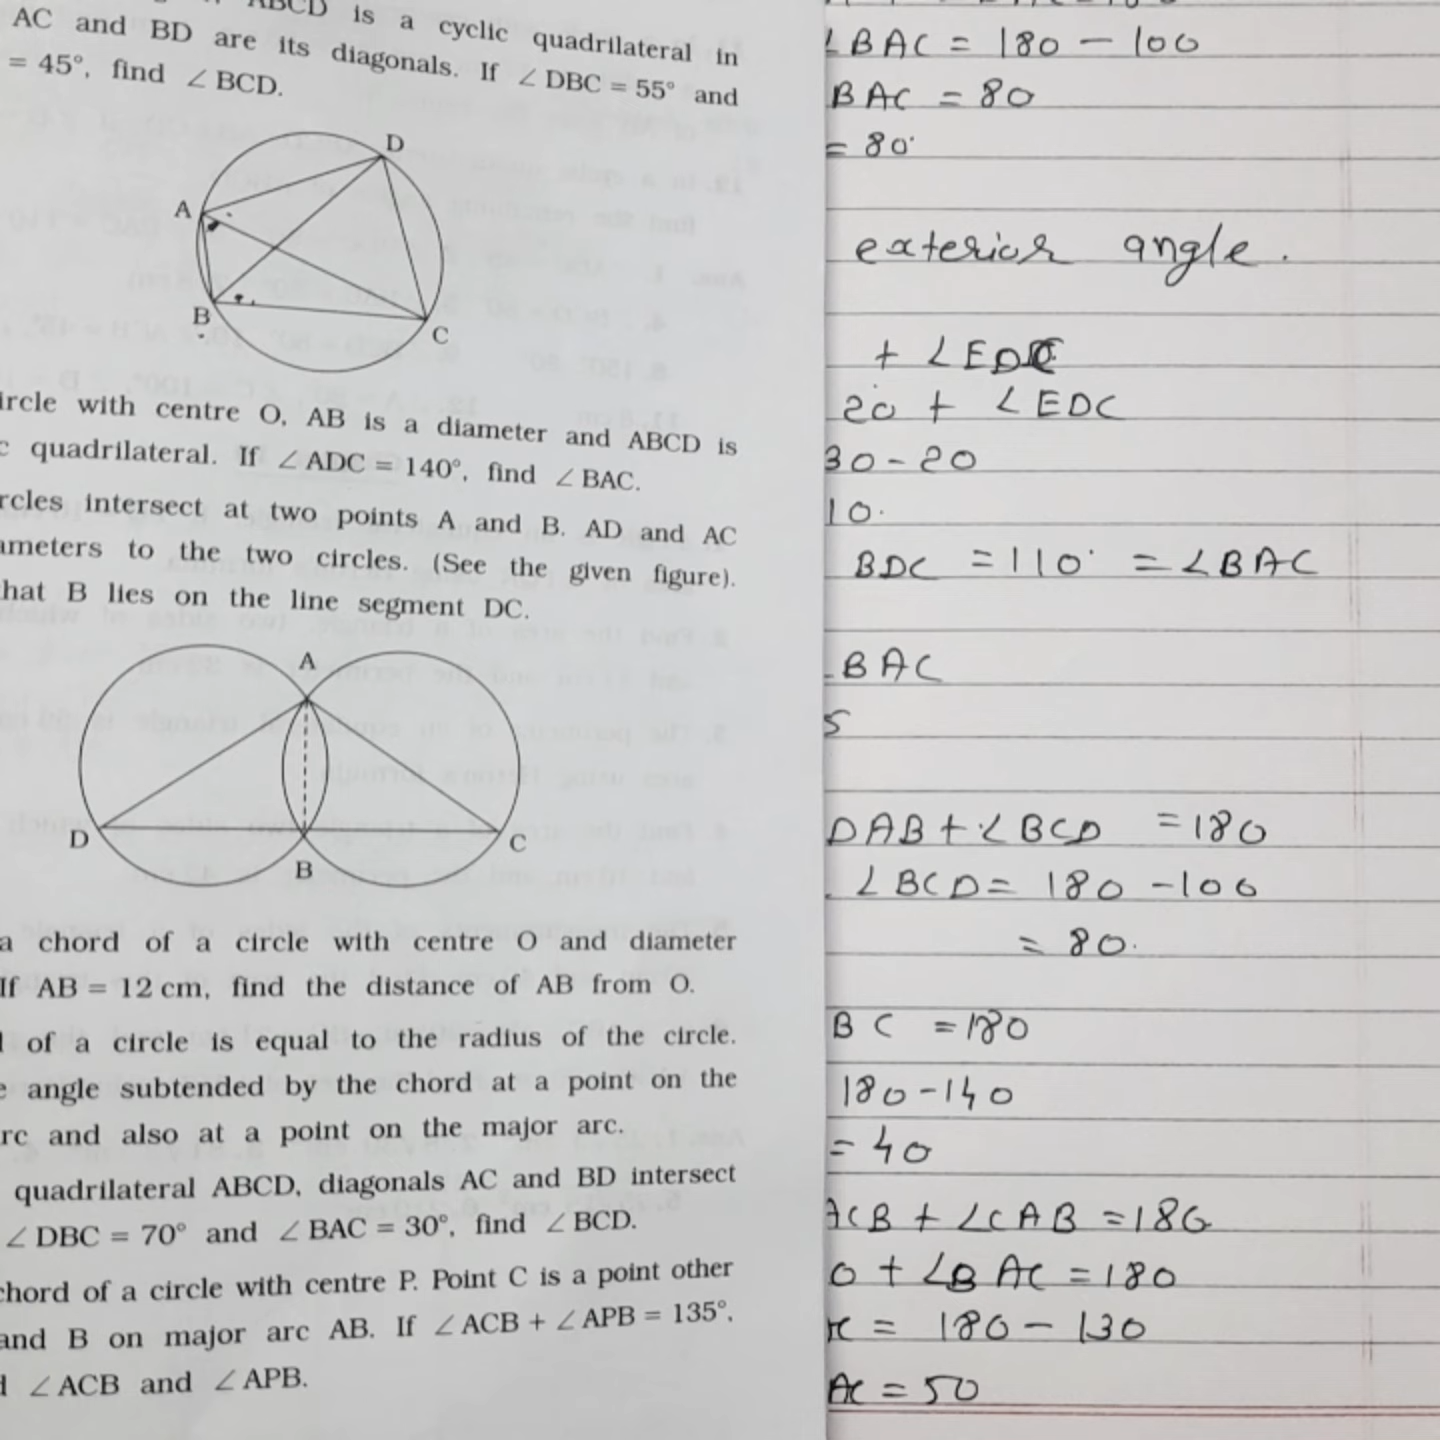 ABCD is a cyclic quadrilateral in
AC and BD are its diagonals. If ∠ DBC = 55° and
= 45°, find ∠ BCD.
D
A
B
C
ircle with centre O, AB is a diameter and ABCD is
c quadrilateral. If ∠ ADC = 140°, find ∠ BAC.
rcles intersect at two points A and B. AD and AC
ameters to the two circles. (See the given figure).
hat B lies on the line segment DC.
A
D
C
B
a chord of a circle with centre O and diameter
If AB = 12 cm, find the distance of AB from O.
l of a circle is equal to the radius of the circle.
e angle subtended by the chord at a point on the
rc and also at a point on the major arc.
quadrilateral ABCD, diagonals AC and BD intersect
∠ DBC = 70° and ∠ BAC = 30°, find ∠ BCD.
chord of a circle with centre P. Point C is a point other
and B on major arc AB. If ∠ ACB + ∠ APB = 135°,
∠ ACB and ∠ APB.
∠BAC = 180 - 100
BAC = 80
= 80°
exterior angle.
+ ∠EDC
20 + ∠EDC
30 - 20
10.
BDC = 110° = ∠BAC
BAC
5
DAB + ∠BCD = 180
∠BCD = 180 - 100
= 80.
BC = 180
180 - 140
= 40
ACB + ∠CAB = 180
0 + ∠BAC = 180
= 180 - 130
AC = 50